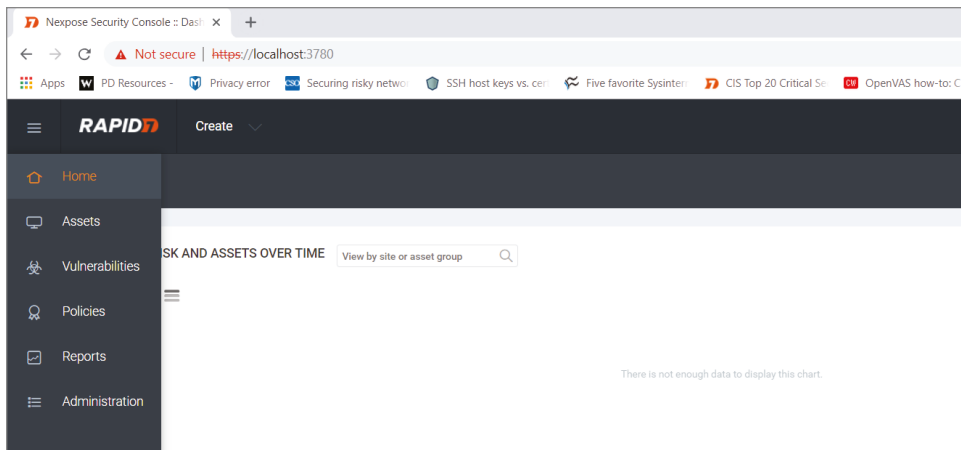 Nexpose Security Console :: Dash
Not secure | https://localhost:3780
Apps PD Resources - Privacy error Securing risky netwo SSH host keys vs. cer Five favorite Sysinter CIS Top 20 Critical Se OpenVAS how-to: C
RAPID7 Create
Home
Assets
SK AND ASSETS OVER TIME View by site or asset group
Vulnerabilities
Policies
Reports
There is not enough data to display this chart.
Administration